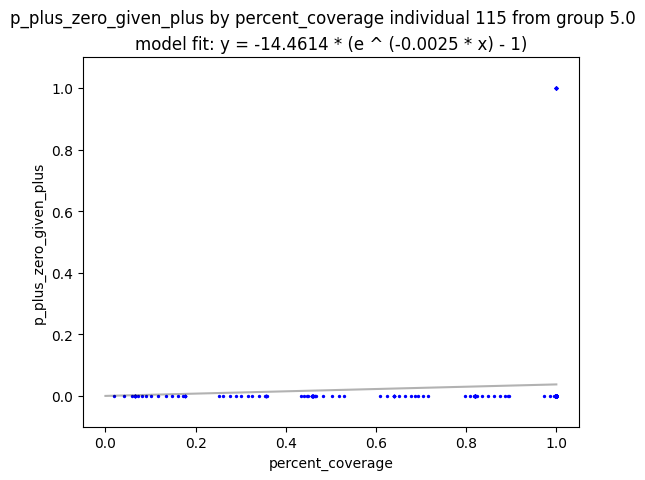 p_plus_zero_given_plus by percent_coverage individual 115 from group 5.0
model fit: y = -14.4614 * (e ^ (-0.0025 * x) - 1)
1.0
0.8
0.6
0.4
0.2
0.0
p_plus_zero_given_plus
0.0 0.2 0.4 0.6 0.8 1.0
percent_coverage